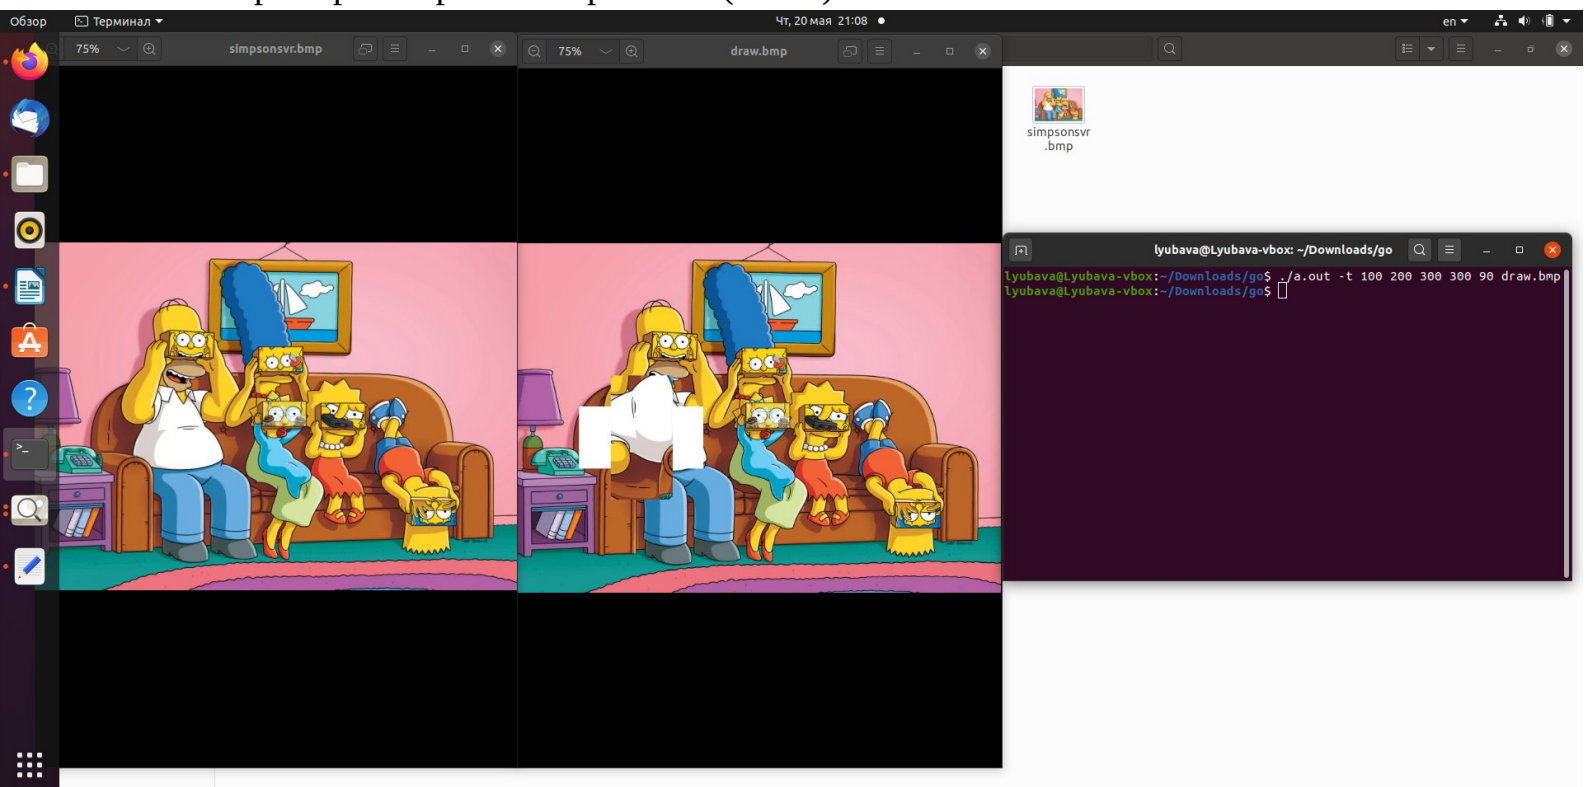 Обзор
Терминал
Чт, 20 мая 21:08
en
75%
simpsonsvr.bmp
75%
draw.bmp
simpsonsvr
.bmp
lyubava@Lyubava-vbox: ~/Downloads/go
lyubava@Lyubava-vbox:~/Downloads/go$ ./a.out -t 100 200 300 300 90 draw.bmp
lyubava@Lyubava-vbox:~/Downloads/go$